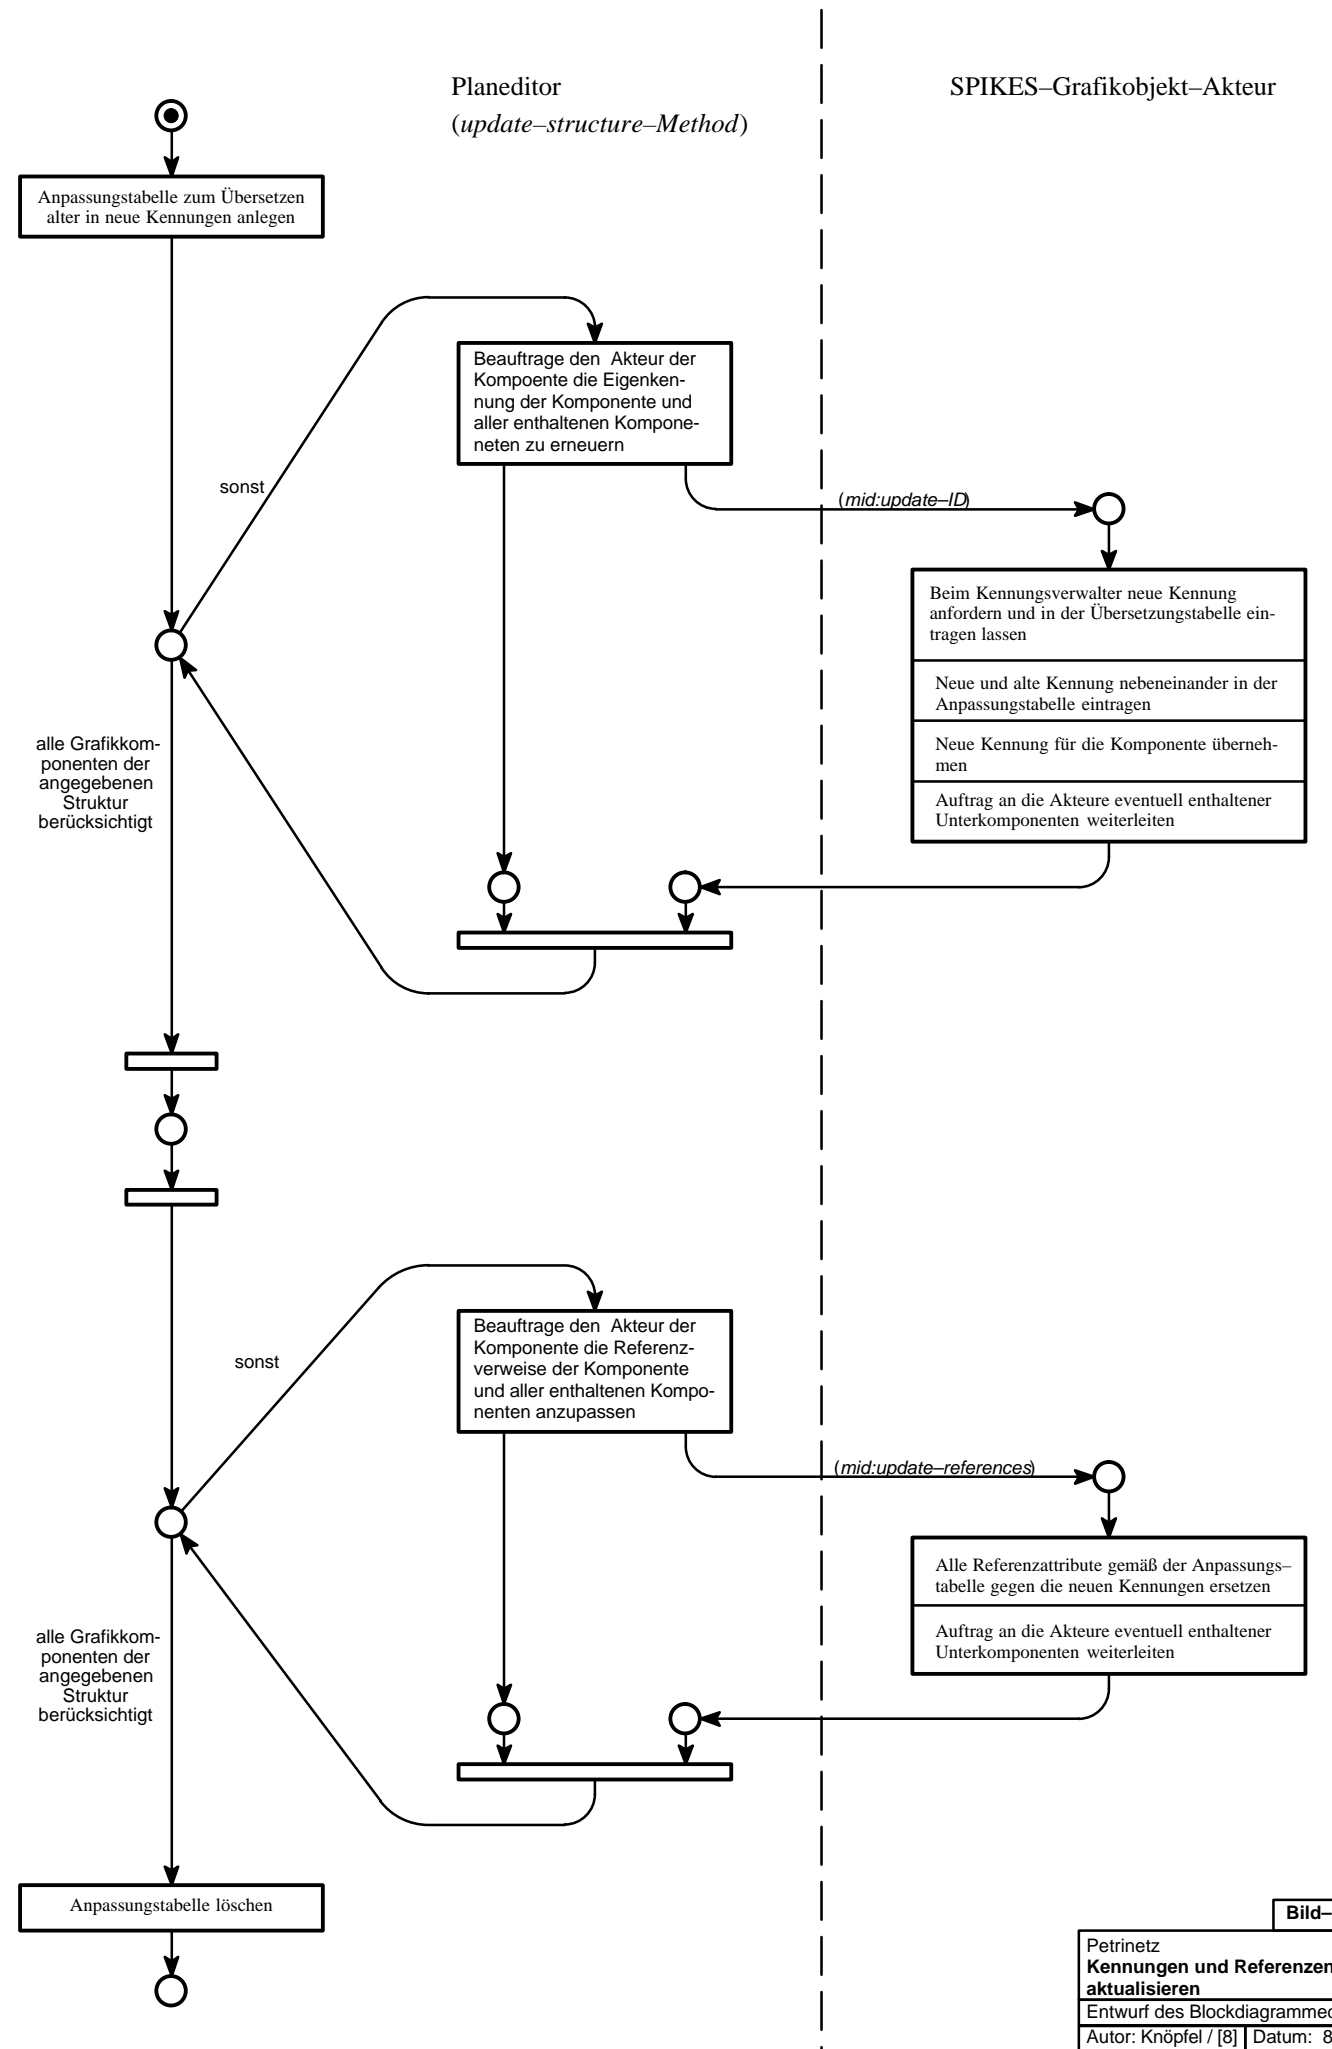 Planeditor
(update–structure–Method)
SPIKES–Grafikobjekt–Akteur
Anpassungstabelle zum Übersetzen
alter in neue Kennungen anlegen
Beauftrage den Akteur der
Kompoente die Eigenken-
nung der Komponente und
aller enthaltenen Kompone-
neten zu erneuern
sonst
(mid:update–ID)
Beim Kennungsverwalter neue Kennung
anfordern und in der Übersetzungstabelle ein-
tragen lassen
Neue und alte Kennung nebeneinander in der
Anpassungstabelle eintragen
Neue Kennung für die Komponente überneh-
men
Auftrag an die Akteure eventuell enthaltener
Unterkomponenten weiterleiten
alle Grafikkom-
ponenten der
angegebenen
Struktur
berücksichtigt
Beauftrage den Akteur der
Komponente die Referenz-
verweise der Komponente
und aller enthaltenen Kompo-
nenten anzupassen
sonst
(mid:update–references)
Alle Referenzattribute gemäß der Anpassungs–
tabelle gegen die neuen Kennungen ersetzen
Auftrag an die Akteure eventuell enthaltener
Unterkomponenten weiterleiten
alle Grafikkom-
ponenten der
angegebenen
Struktur
berücksichtigt
Anpassungstabelle löschen
Bild–
Petrinetz
Kennungen und Referenzen
aktualisieren
Entwurf des
Autor: Knöpfel / [8] Datum: 8